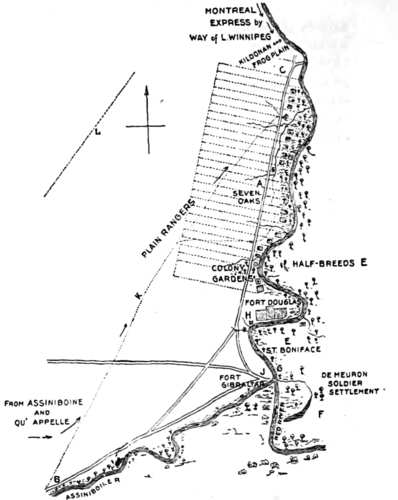 MONTREAL
EXPRESS by
WAY of L. WINNIPEG
KILDONAN and
FROG PLAIN
C
L
A
SEVEN
OAKS
PLAIN RANGERS
HALF-BREEDS E
COLONY
GARDENS
K
FORT DOUGLAS
H
E
ST. BONIFACE
J
G
FORT
GIBRALTAR
DE MEURON
SOLDIER
SETTLEMENT
F
FROM ASSINIBOINE
AND
QU' APPELLE
B
ASSINIBOILE R